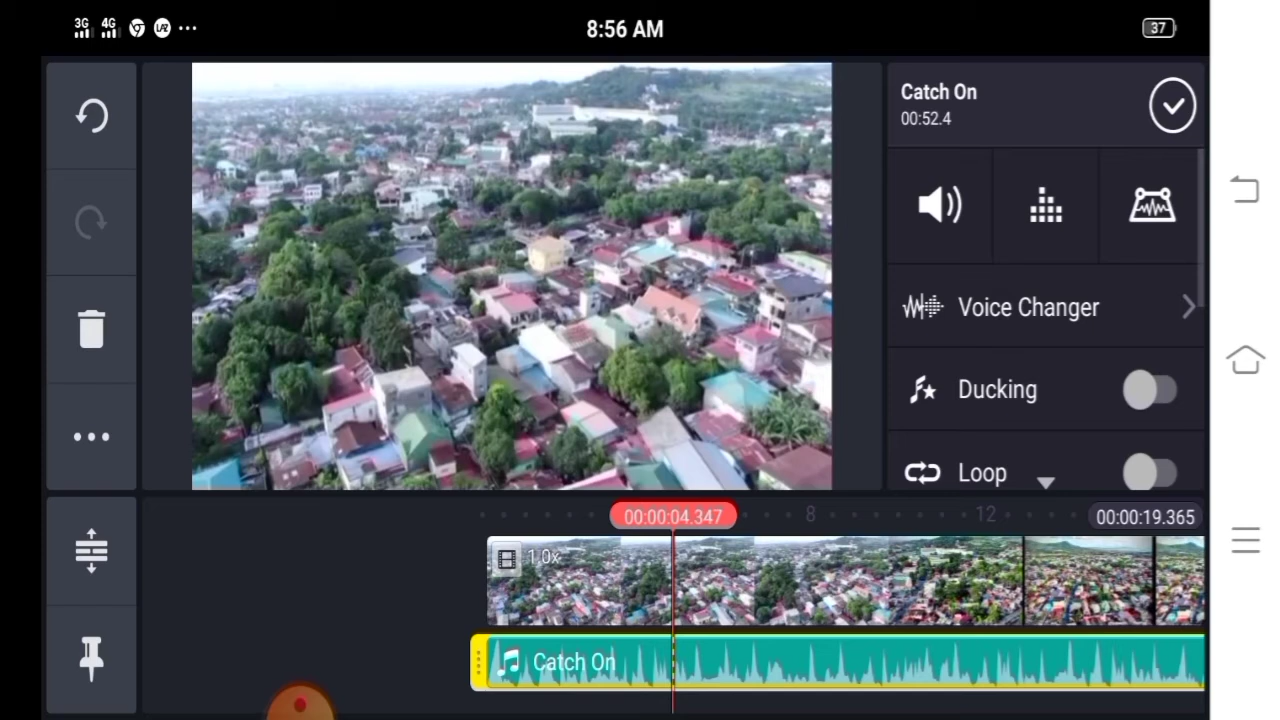 3G 4G LAZ 8:56 AM 37
Catch On
00:52.4
Voice Changer
Ducking
Loop
00:00:04.347 8 12 00:00:19.365
1.0x
Catch On